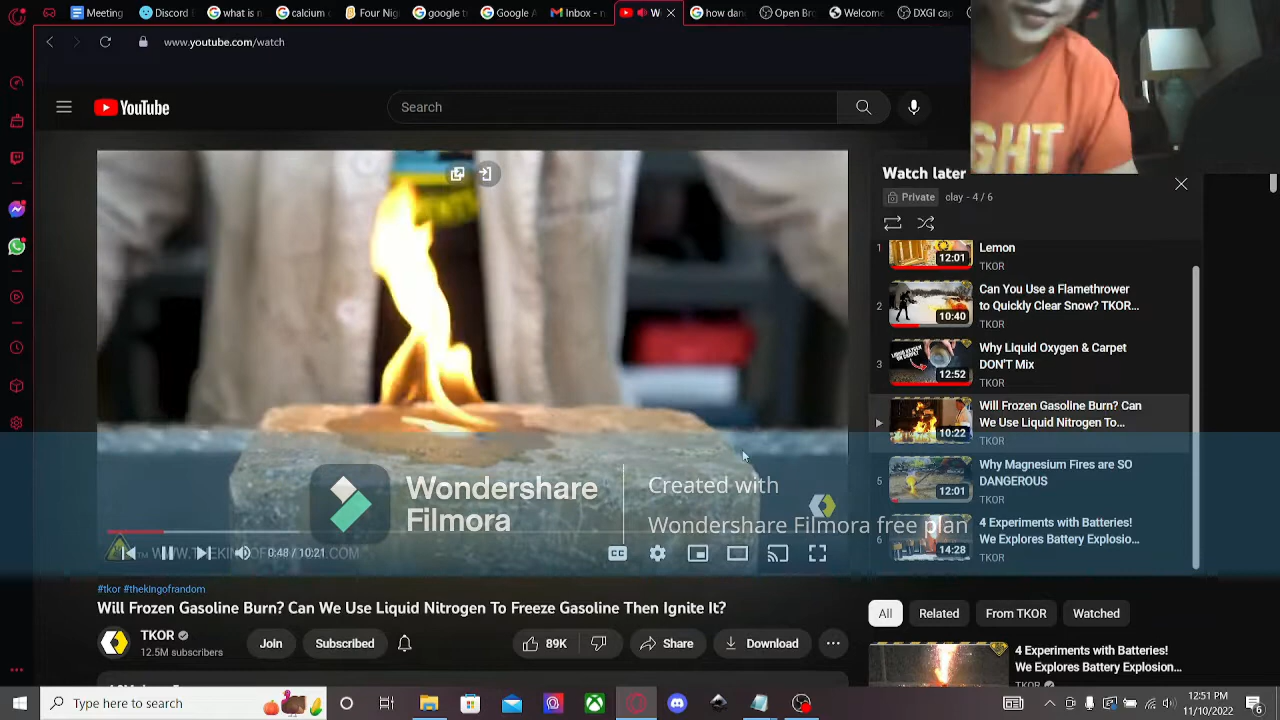 Meeting
Discord
what is n
calcium
Four Nig
google t
Google A
Inbox - n
W
how dan
Open Bro
Welcome
DXGI cap
www.youtube.com/watch
YouTube
Search
GHT
Watch later
Private clay - 4 / 6
1
Lemon
TKOR
12:01
2
Can You Use a Flamethrower
to Quickly Clear Snow? TKOR...
TKOR
10:40
3
Why Liquid Oxygen & Carpet
DON'T Mix
TKOR
12:52
Will Frozen Gasoline Burn? Can
We Use Liquid Nitrogen To...
TKOR
10:22
5
Why Magnesium Fires are SO
DANGEROUS
TKOR
12:01
6
4 Experiments with Batteries!
We Explores Battery Explosio...
TKOR
14:28
Wondershare
Filmora
Created with
Wondershare Filmora free plan
0:48 / 10:21
CC
#tkor #thekingofrandom
Will Frozen Gasoline Burn? Can We Use Liquid Nitrogen To Freeze Gasoline Then Ignite It?
TKOR
12.5M subscribers
Join
Subscribed
89K
Share
Download
All
Related
From TKOR
Watched
4 Experiments with Batteries!
We Explores Battery Explosion...
TKOR
Type here to search
12:51 PM
11/10/2022
6